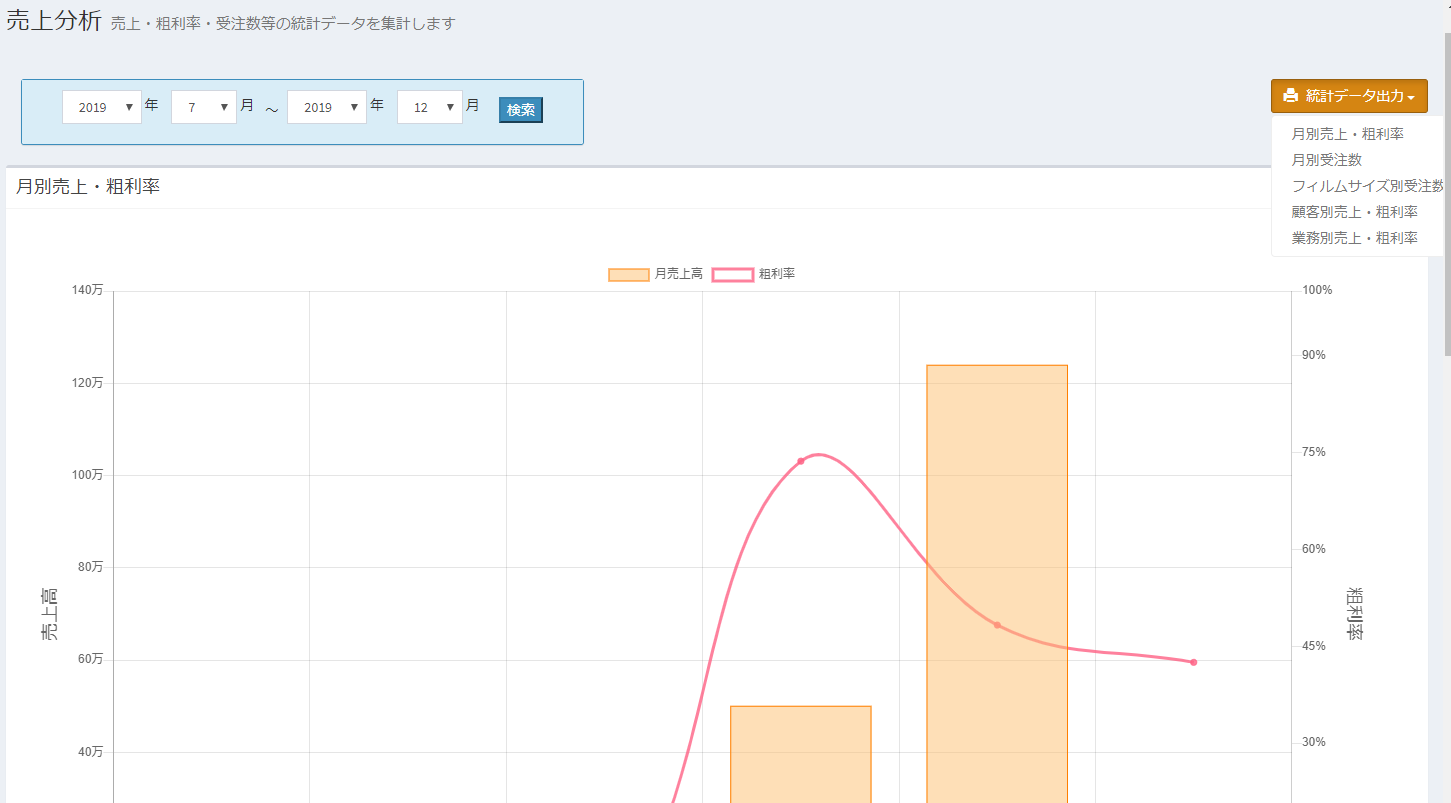 売上分析 売上・粗利率・受注数等の統計データを集計します
2019 年 7 月 ～ 2019 年 12 月 検索
統計データ出力
月別売上・粗利率
月別受注数
フィルムサイズ別受注数
顧客別売上・粗利率
業務別売上・粗利率
月別売上・粗利率
月売上高 粗利率
140万 100%
90%
120万
100万 75%
80万 60%
売上高 粗利率
60万 45%
40万 30%